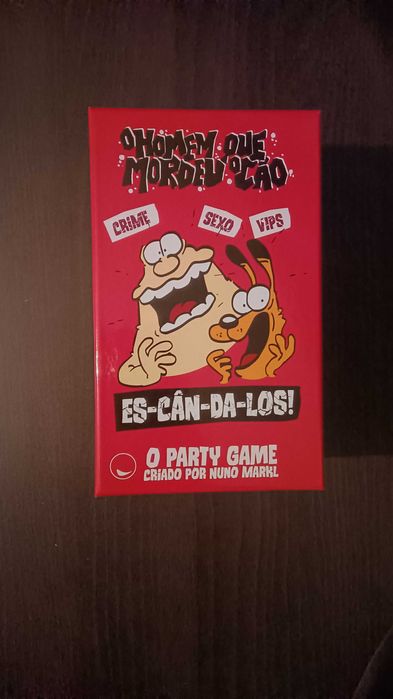 O HOMEM QUE
MORDEU O CÃO
CRIME
SEXO
VIPS
ES-CÂN-DA-LOS!
O PARTY GAME
CRIADO POR NUNO MARKL